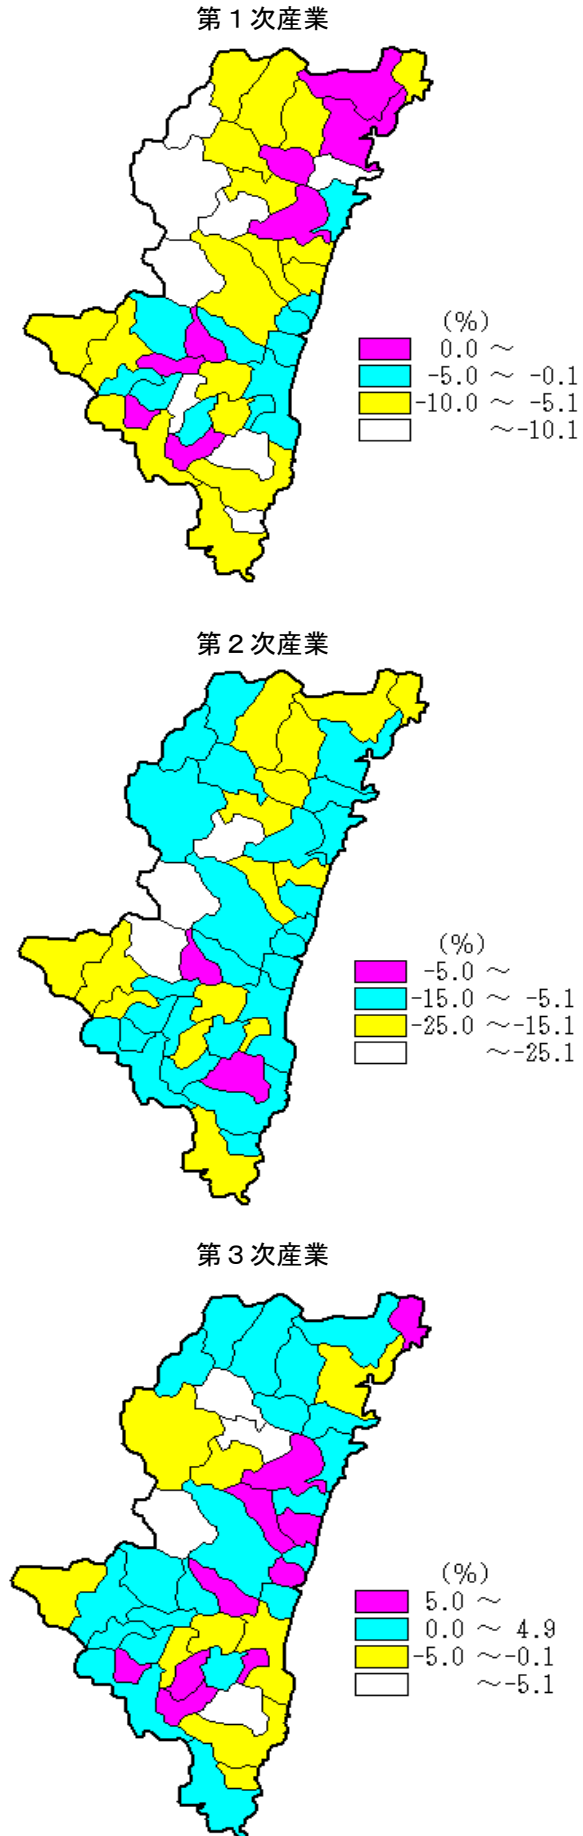 第1次産業
(%)
0.0 ～
-5.0 ～ -0.1
-10.0 ～ -5.1
～-10.1
第2次産業
(%)
-5.0 ～
-15.0 ～ -5.1
-25.0 ～-15.1
～-25.1
第3次産業
(%)
5.0 ～
0.0 ～ 4.9
-5.0 ～-0.1
～-5.1